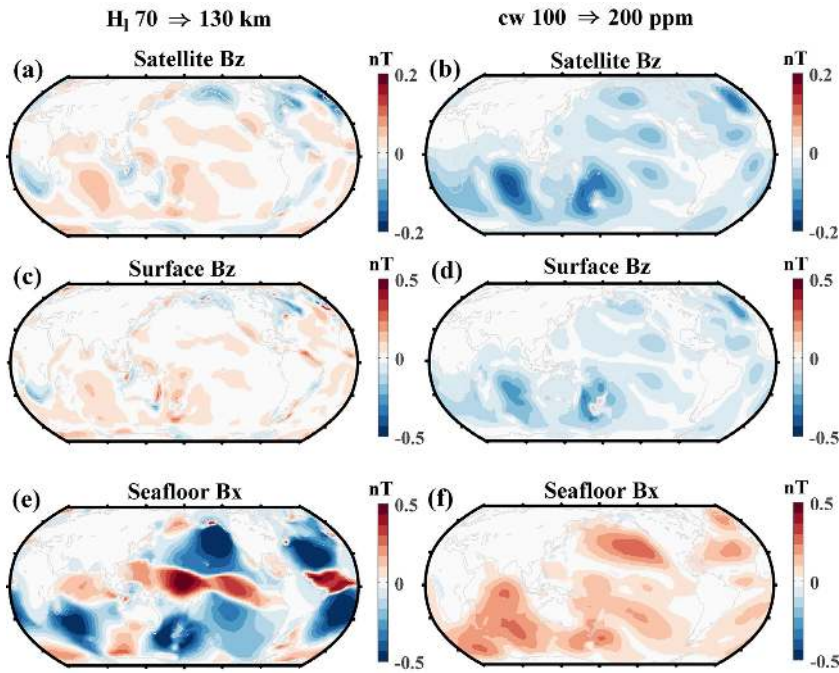 H_l 70 ⇒ 130 km
cw 100 ⇒ 200 ppm
(a) Satellite Bz nT
0.2
0
-0.2
(b) Satellite Bz nT
0.2
0
-0.2
(c) Surface Bz nT
0.5
0
-0.5
(d) Surface Bz nT
0.5
0
-0.5
(e) Seafloor Bx nT
0.5
0
-0.5
(f) Seafloor Bx nT
0.5
0
-0.5